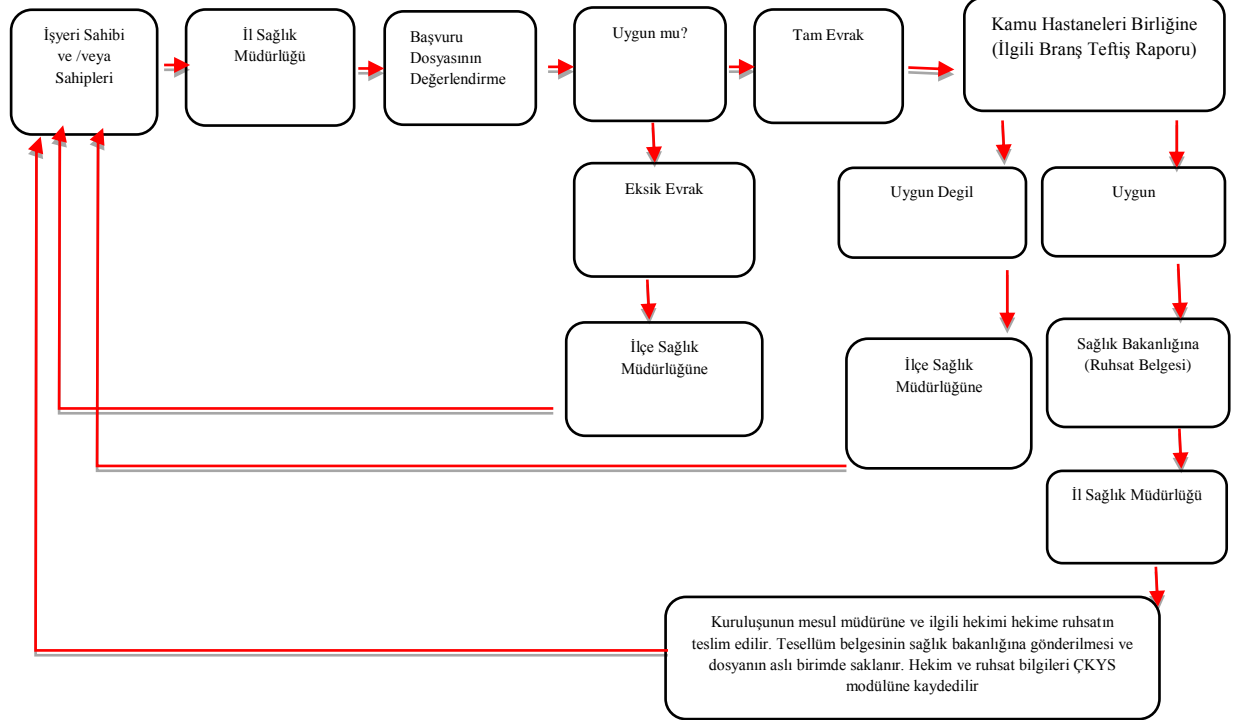 İşyeri Sahibi
ve /veya
Sahipleri
İl Sağlık
Müdürlüğü
Başvuru
Dosyasının
Değerlendirme
Uygun mu?
Tam Evrak
Kamu Hastaneleri Birliğine
(İlgili Branş Teftiş Raporu)
Eksik Evrak
Uygun Degil
Uygun
İlçe Sağlık
Müdürlüğüne
İlçe Sağlık
Müdürlüğüne
Sağlık Bakanlığına
(Ruhsat Belgesi)
İl Sağlık Müdürlüğü
Kuruluşunun mesul müdürüne ve ilgili hekimi hekime ruhsatın
teslim edilir. Tesellüm belgesinin sağlık bakanlığına gönderilmesi ve
dosyanın aslı birimde saklanır. Hekim ve ruhsat bilgileri ÇKYS
modülüne kaydedilir